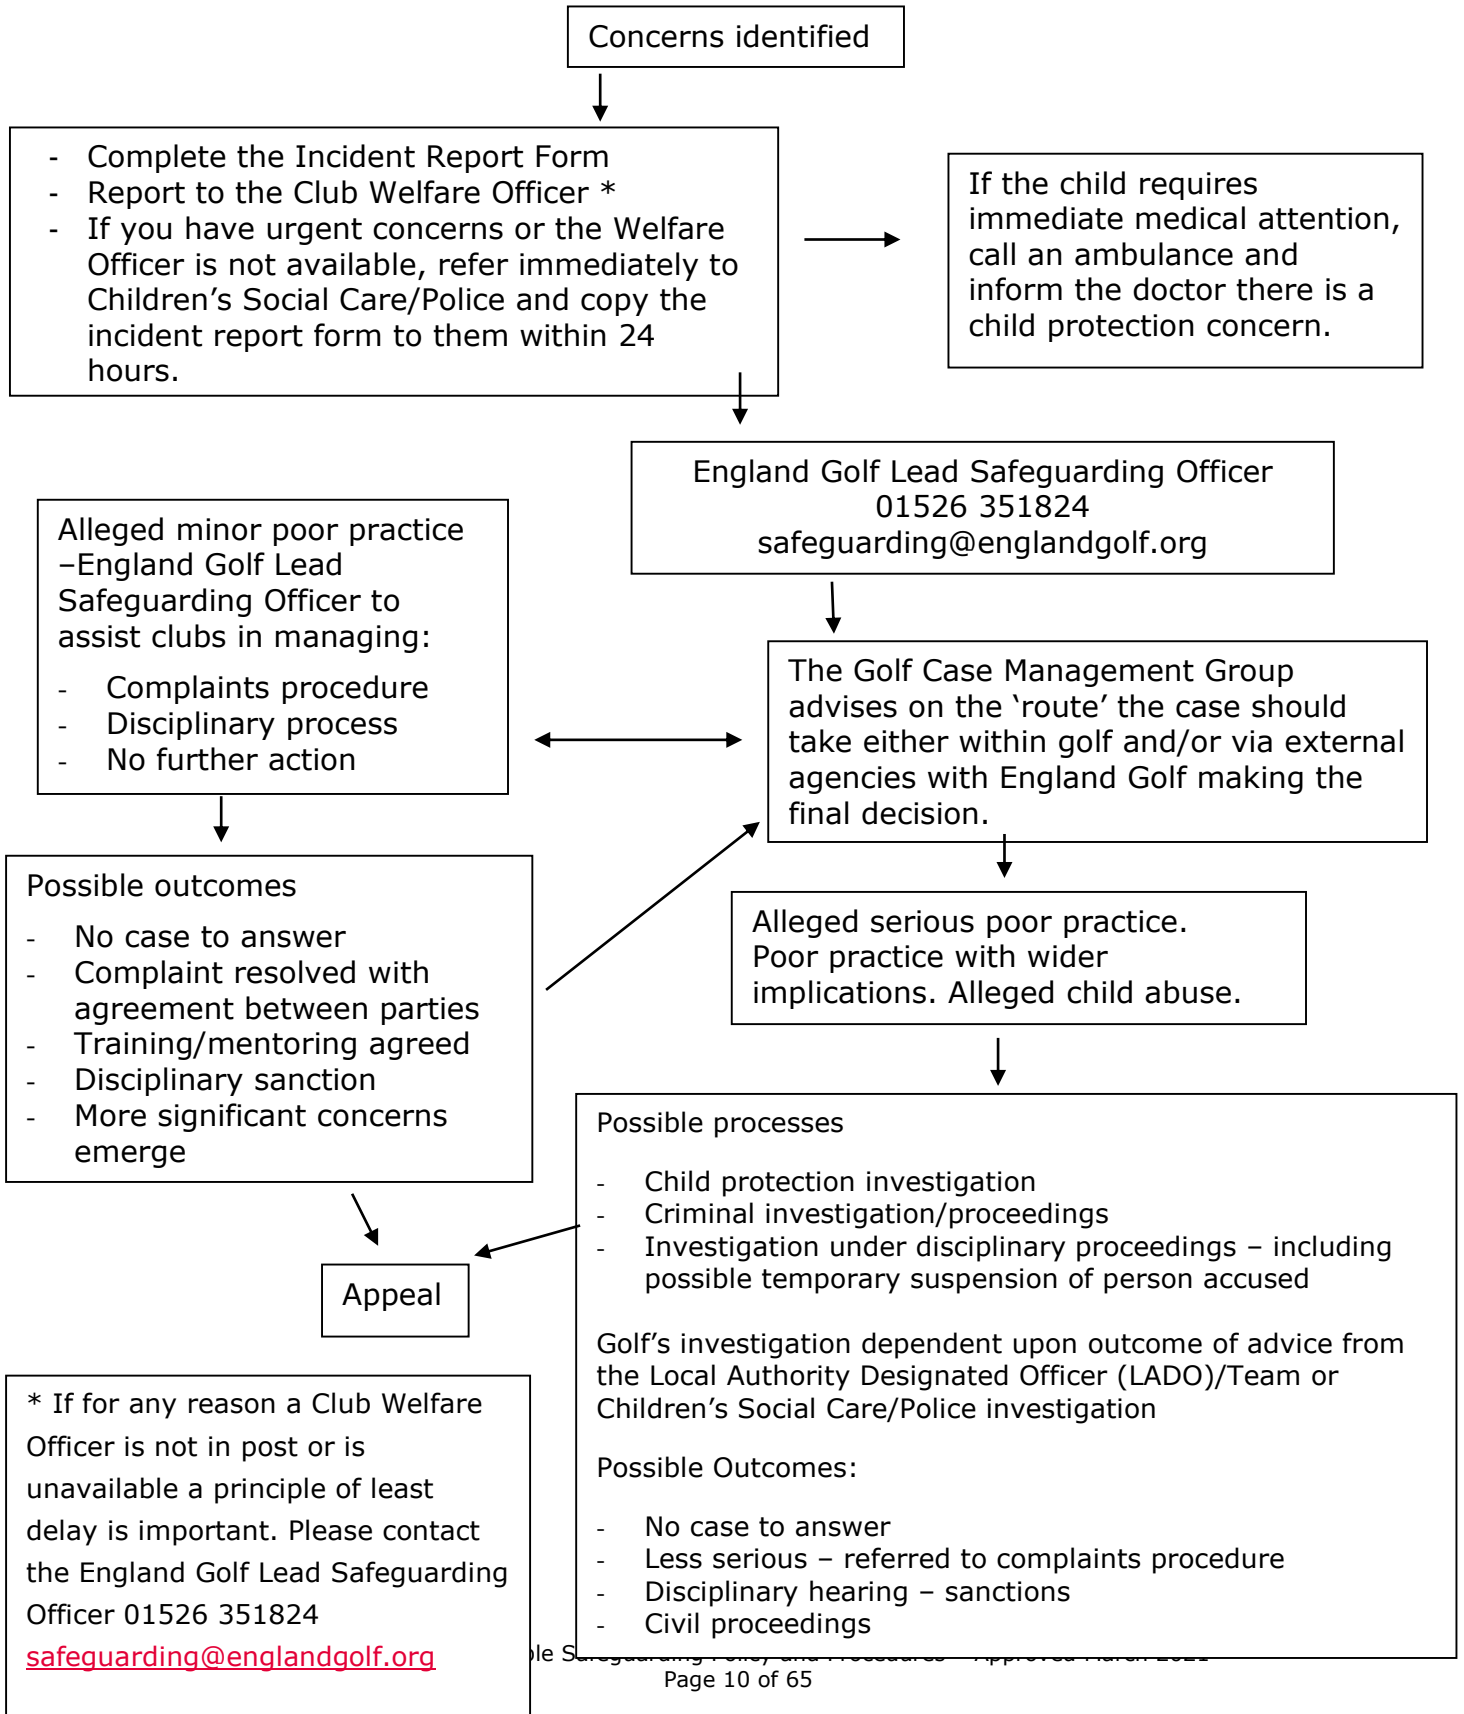 Concerns identified
- Complete the Incident Report Form
- Report to the Club Welfare Officer *
- If you have urgent concerns or the Welfare
Officer is not available, refer immediately to
Children’s Social Care/Police and copy the
incident report form to them within 24
hours.
If the child requires
immediate medical attention,
call an ambulance and
inform the doctor there is a
child protection concern.
England Golf Lead Safeguarding Officer
01526 351824
safeguarding@englandgolf.org
Alleged minor poor practice
–England Golf Lead
Safeguarding Officer to
assist clubs in managing:
- Complaints procedure
- Disciplinary process
- No further action
The Golf Case Management Group
advises on the ‘route’ the case should
take either within golf and/or via external
agencies with England Golf making the
final decision.
Possible outcomes
- No case to answer
- Complaint resolved with
agreement between parties
- Training/mentoring agreed
- Disciplinary sanction
- More significant concerns
emerge
Alleged serious poor practice.
Poor practice with wider
implications. Alleged child abuse.
Possible processes
- Child protection investigation
- Criminal investigation/proceedings
- Investigation under disciplinary proceedings – including
possible temporary suspension of person accused
Golf’s investigation dependent upon outcome of advice from
the Local Authority Designated Officer (LADO)/Team or
Children’s Social Care/Police investigation
Possible Outcomes:
- No case to answer
- Less serious – referred to complaints procedure
- Disciplinary hearing – sanctions
- Civil proceedings
Appeal
* If for any reason a Club Welfare
Officer is not in post or is
unavailable a principle of least
delay is important. Please contact
the England Golf Lead Safeguarding
Officer 01526 351824
safeguarding@englandgolf.org
Safeguarding Policy and Procedures – Approved March 2021
Page 10 of 65